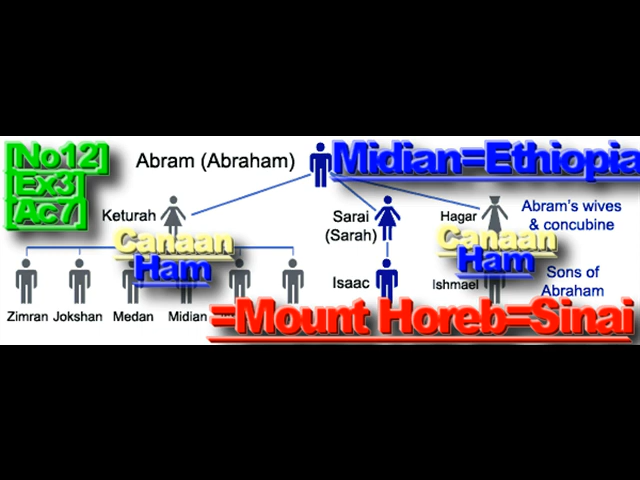 [No12]
[Ex3]
[Ac7]
Abram (Abraham)
Midian=Ethiopia
Keturah
Sarai
(Sarah)
Hagar
Abram's wives
& concubine
Canaan
Ham
Canaan
Ham
Isaac
Ishmael
Sons of
Abraham
Zimran Jokshan Medan Midian
=Mount Horeb=Sinai